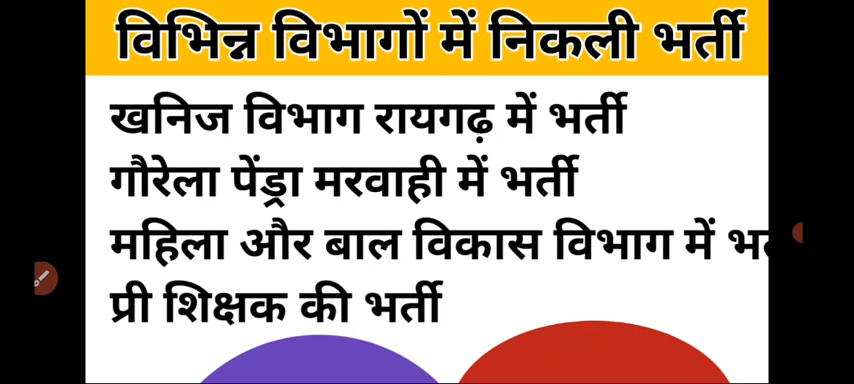 विभिन्न विभागों में निकली भर्ती
खनिज विभाग रायगढ़ में भर्ती
गौरेला पेंड्रा मरवाही में भर्ती
महिला और बाल विकास विभाग में
प्री शिक्षक की भर्ती